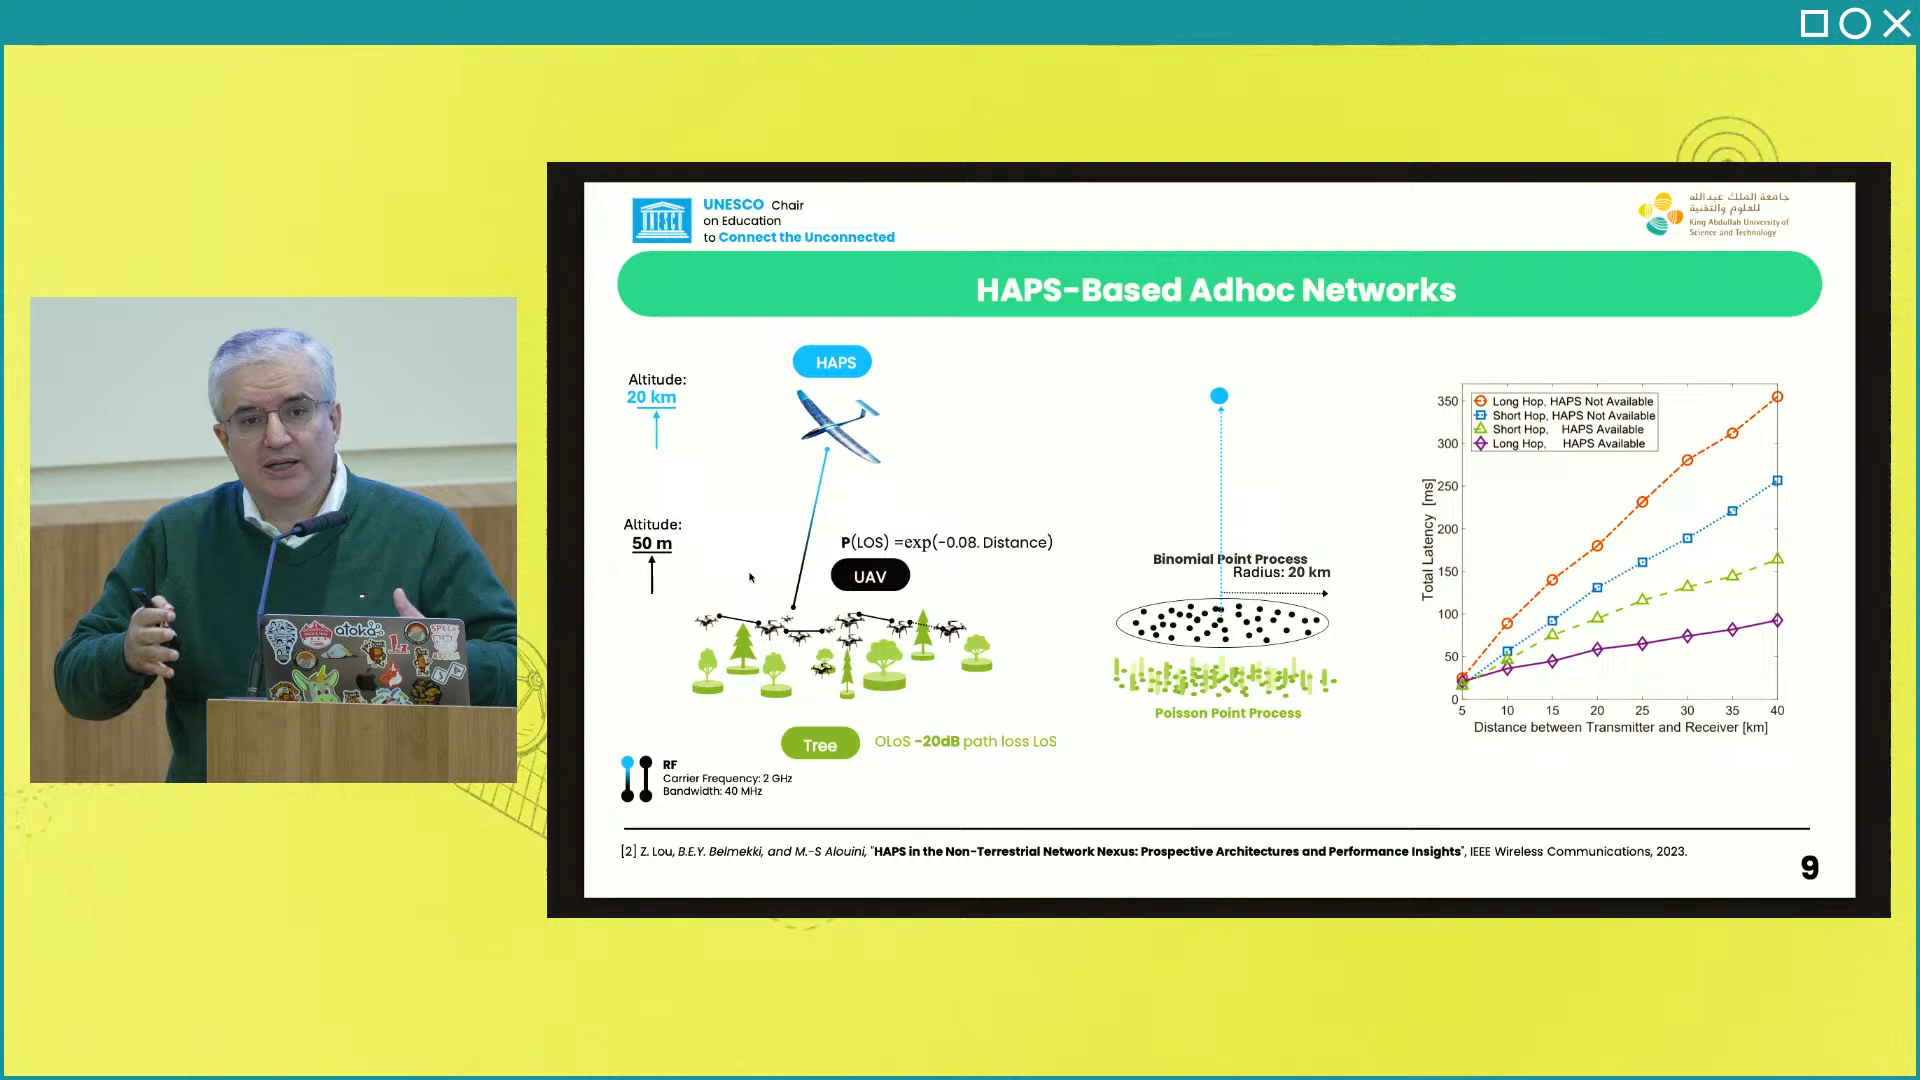 UNESCO Chair
on Education
to Connect the Unconnected
جامعة الملك عبدالله
للعلوم والتقنية
King Abdullah University of
Science and Technology
HAPS-Based Adhoc Networks
HAPS
Altitude:
20 km
Altitude:
50 m
P(LOS) =exp(-0.08. Distance)
UAV
Tree
OLoS -20dB path loss LoS
RF
Carrier Frequency: 2 GHz
Bandwidth: 40 MHz
Binomial Point Process
Radius: 20 km
Poisson Point Process
Long Hop, HAPS Not Available
Short Hop, HAPS Not Available
Short Hop, HAPS Available
Long Hop, HAPS Available
Total Latency [ms]
350
300
250
200
150
100
50
0
5 10 15 20 25 30 35 40
Distance between Transmitter and Receiver [km]
[2] Z. Lou, B.E.Y. Belmekki, and M.-S Alouini, "HAPS in the Non-Terrestrial Network Nexus: Prospective Architectures and Performance Insights", IEEE Wireless Communications, 2023.
9
atoka